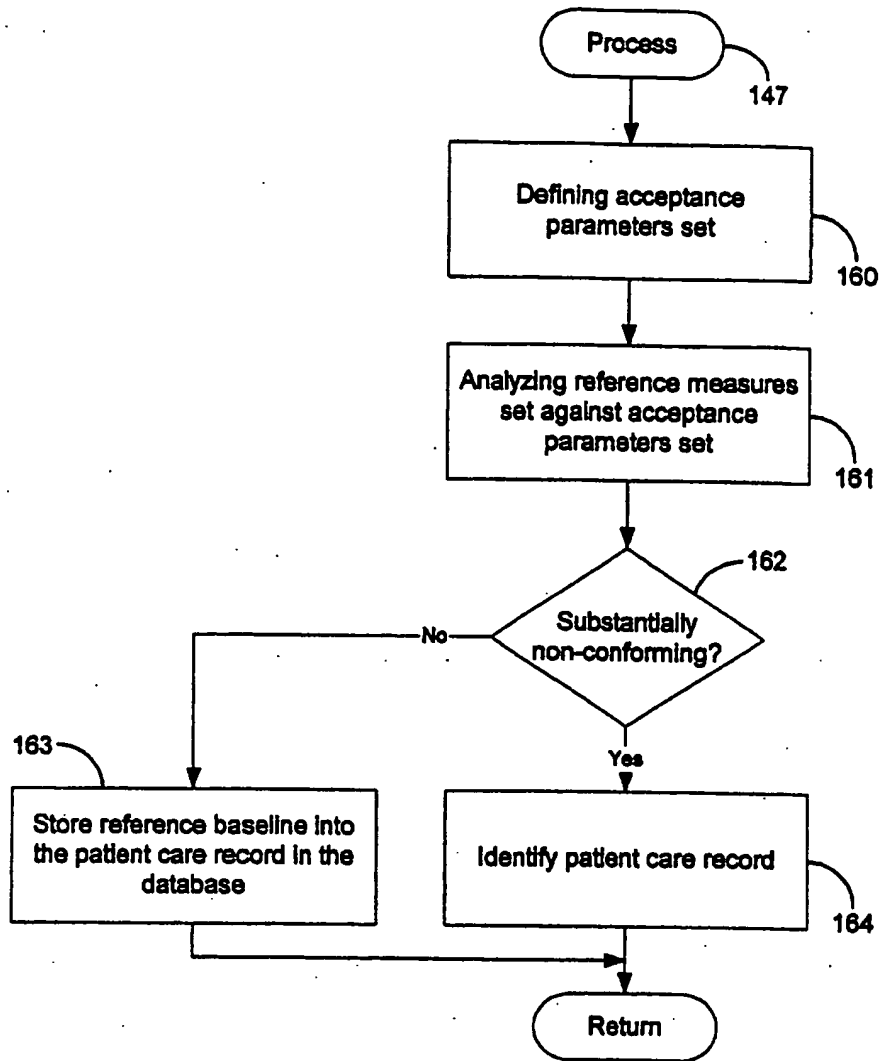 Process
147
Defining acceptance
parameters set
160
Analyzing reference measures
set against acceptance
parameters set
161
162
Substantially
non-conforming?
No
Yes
163
Store reference baseline into
the patient care record in the
database
Identify patient care record
164
Return